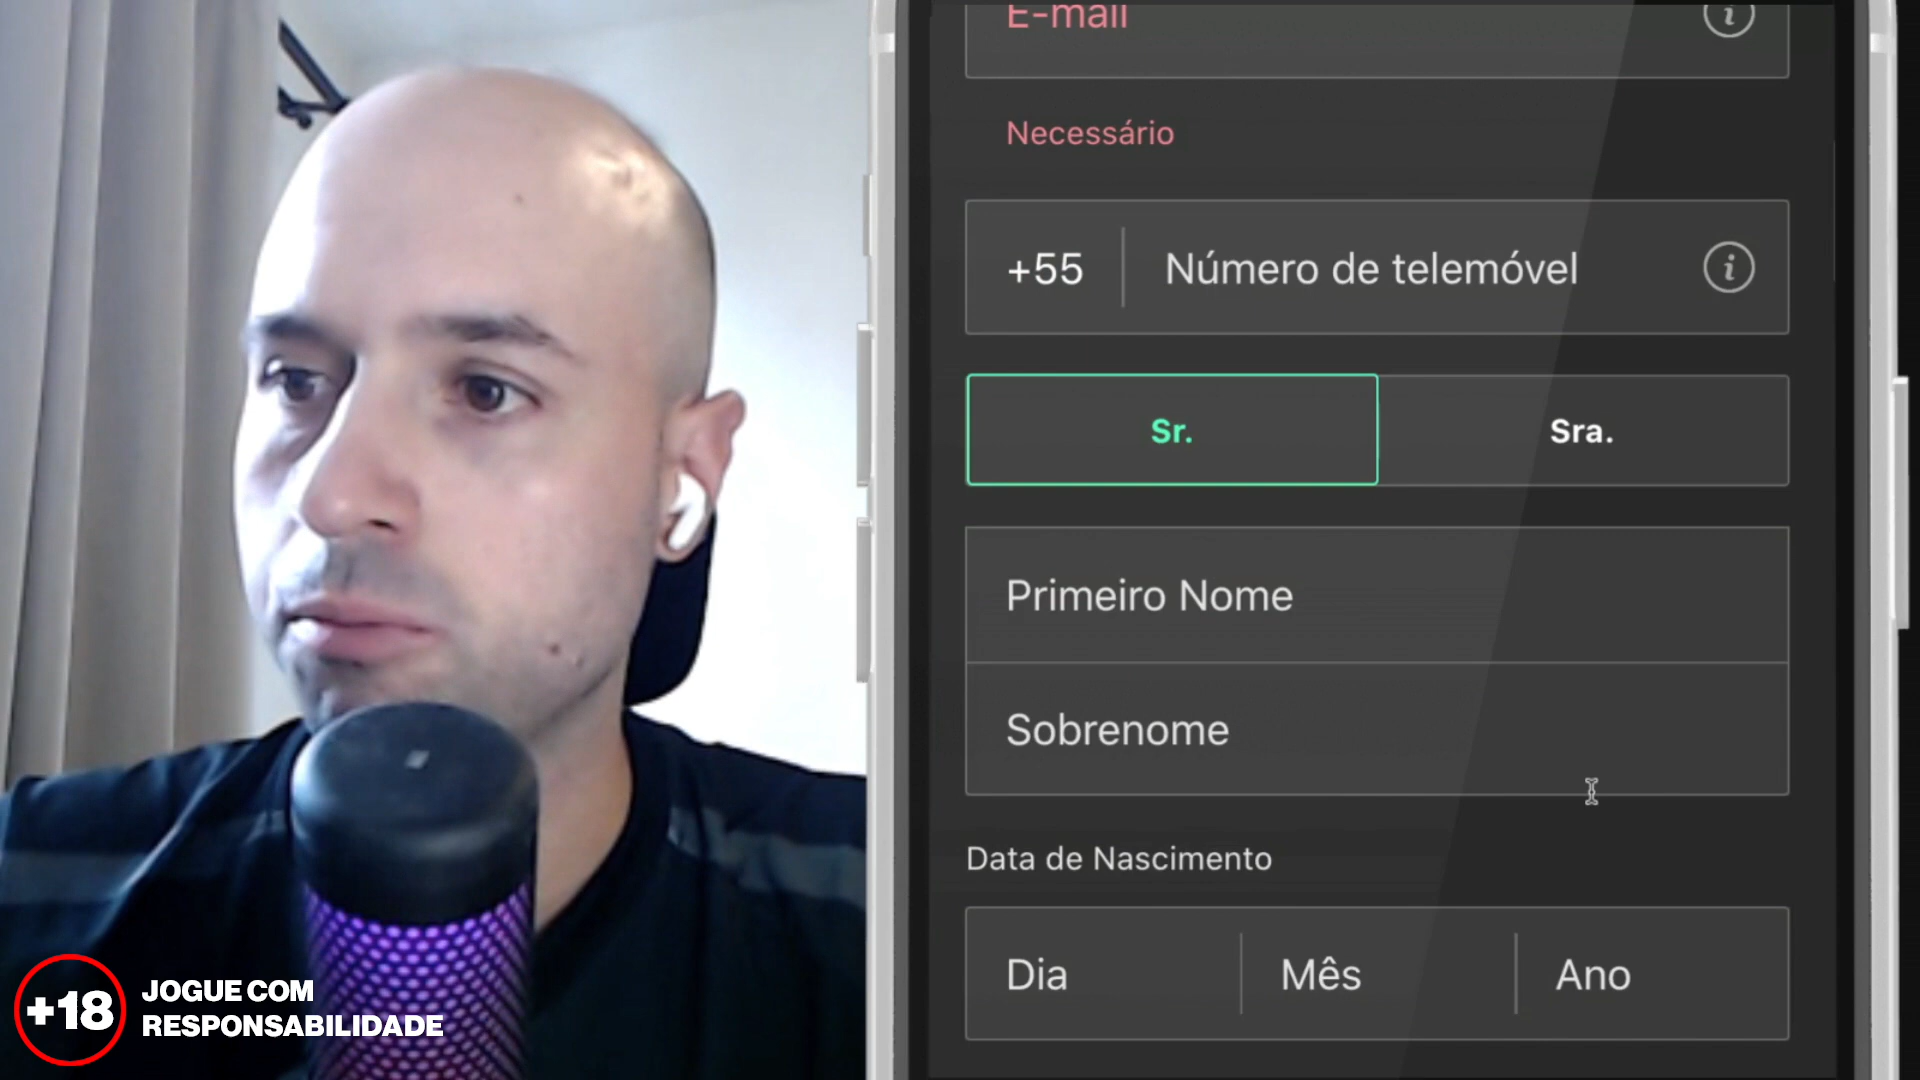 E-mail
Necessário
+55 Número de telemóvel
Sr. Sra.
Primeiro Nome
Sobrenome
Data de Nascimento
Dia Mês Ano
+18 JOGUE COM
RESPONSABILIDADE